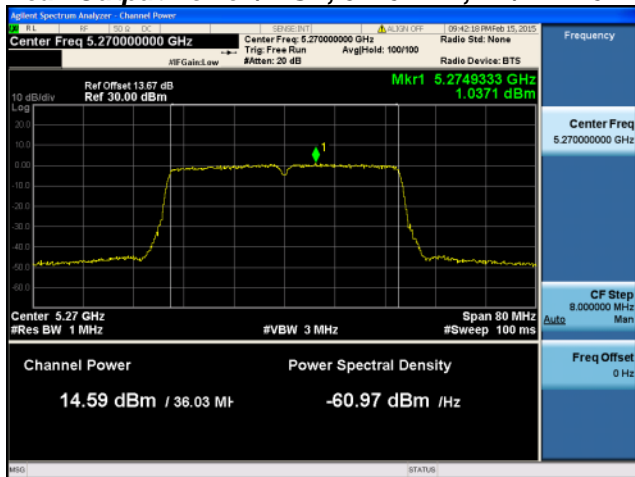 Agilent Spectrum Analyzer - Channel Power
RL RF 50 Ω DC SENSE:INT ALIGN OFF 09:42:18 PM Feb 15, 2015
Center Freq 5.270000000 GHz
Center Freq: 5.270000000 GHz
Radio Std: None
Trig: Free Run Avg|Hold: 100/100
#IFGain:Low #Atten: 20 dB Radio Device: BTS
Frequency
Ref Offset 13.67 dB
Ref 30.00 dBm
10 dB/div
Log
Mkr1 5.2749333 GHz
1.0371 dBm
20.0
10.0
0.00
-10.0
-20.0
-30.0
-40.0
-50.0
-60.0
1
Center Freq
5.270000000 GHz
Center 5.27 GHz Span 80 MHz
#Res BW 1 MHz #VBW 3 MHz #Sweep 100 ms
CF Step
8.000000 MHz
Auto Man
Channel Power Power Spectral Density
14.59 dBm / 36.03 MH -60.97 dBm /Hz
Freq Offset
0 Hz
MSG STATUS